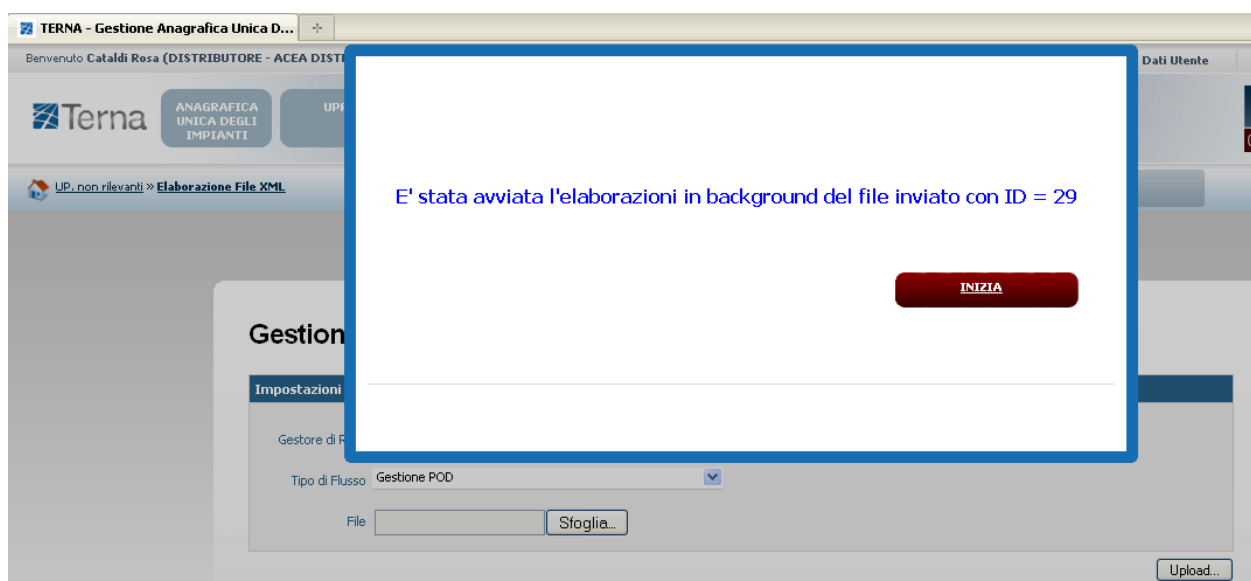 TERNA - Gestione Anagrafica Unica D...
Benvenuto Cataldi Rosa (DISTRIBUTORE - ACEA DISTR
Dati Utente
Terna
ANAGRAFICA
UNICA DEGLI
IMPIANTI
UP. non rilevanti » Elaborazione File XML
E' stata avviata l'elaborazioni in background del file inviato con ID = 29
INIZIA
Gestion
Impostazioni
Gestore di R
Tipo di Flusso Gestione POD
File Sfoglia...
Upload...